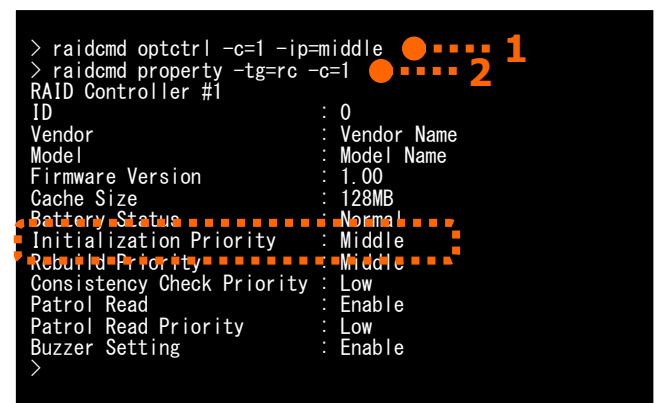 > raidcmd optctrl -c=1 -ip=middle 1
> raidcmd property -tg=rc -c=1 2
RAID Controller #1
ID : 0
Vendor : Vendor Name
Model : Model Name
Firmware Version : 1.00
Cache Size : 128MB
Battery Status : Normal
Initialization Priority : Middle
Rebuild Priority : Middle
Consistency Check Priority : Low
Patrol Read : Enable
Patrol Read Priority : Low
Buzzer Setting : Enable
>